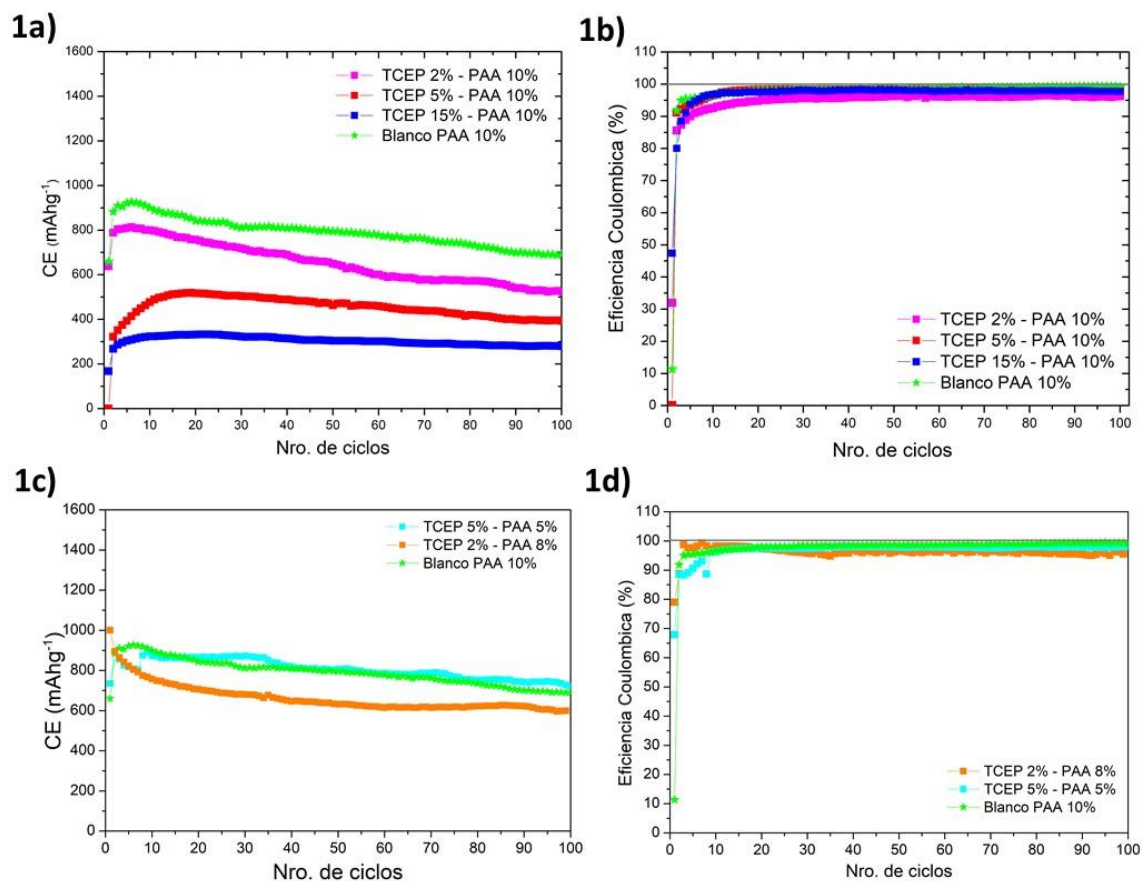 1a)
1600
1400
1200
1000
800
600
400
200
0
CE (mAhg-1)
TCEP 2% - PAA 10%
TCEP 5% - PAA 10%
TCEP 15% - PAA 10%
Blanco PAA 10%
0 10 20 30 40 50 60 70 80 90 100
Nro. de ciclos
1b)
110
100
90
80
70
60
50
40
30
20
10
0
Eficiencia Coulombica (%)
TCEP 2% - PAA 10%
TCEP 5% - PAA 10%
TCEP 15% - PAA 10%
Blanco PAA 10%
0 10 20 30 40 50 60 70 80 90 100
Nro. de ciclos
1c)
1600
1400
1200
1000
800
600
400
200
0
CE (mAhg-1)
TCEP 5% - PAA 5%
TCEP 2% - PAA 8%
Blanco PAA 10%
0 10 20 30 40 50 60 70 80 90 100
Nro. de ciclos
1d)
110
100
90
80
70
60
50
40
30
20
10
0
Eficiencia Coulombica (%)
TCEP 2% - PAA 8%
TCEP 5% - PAA 5%
Blanco PAA 10%
0 10 20 30 40 50 60 70 80 90 100
Nro. de ciclos